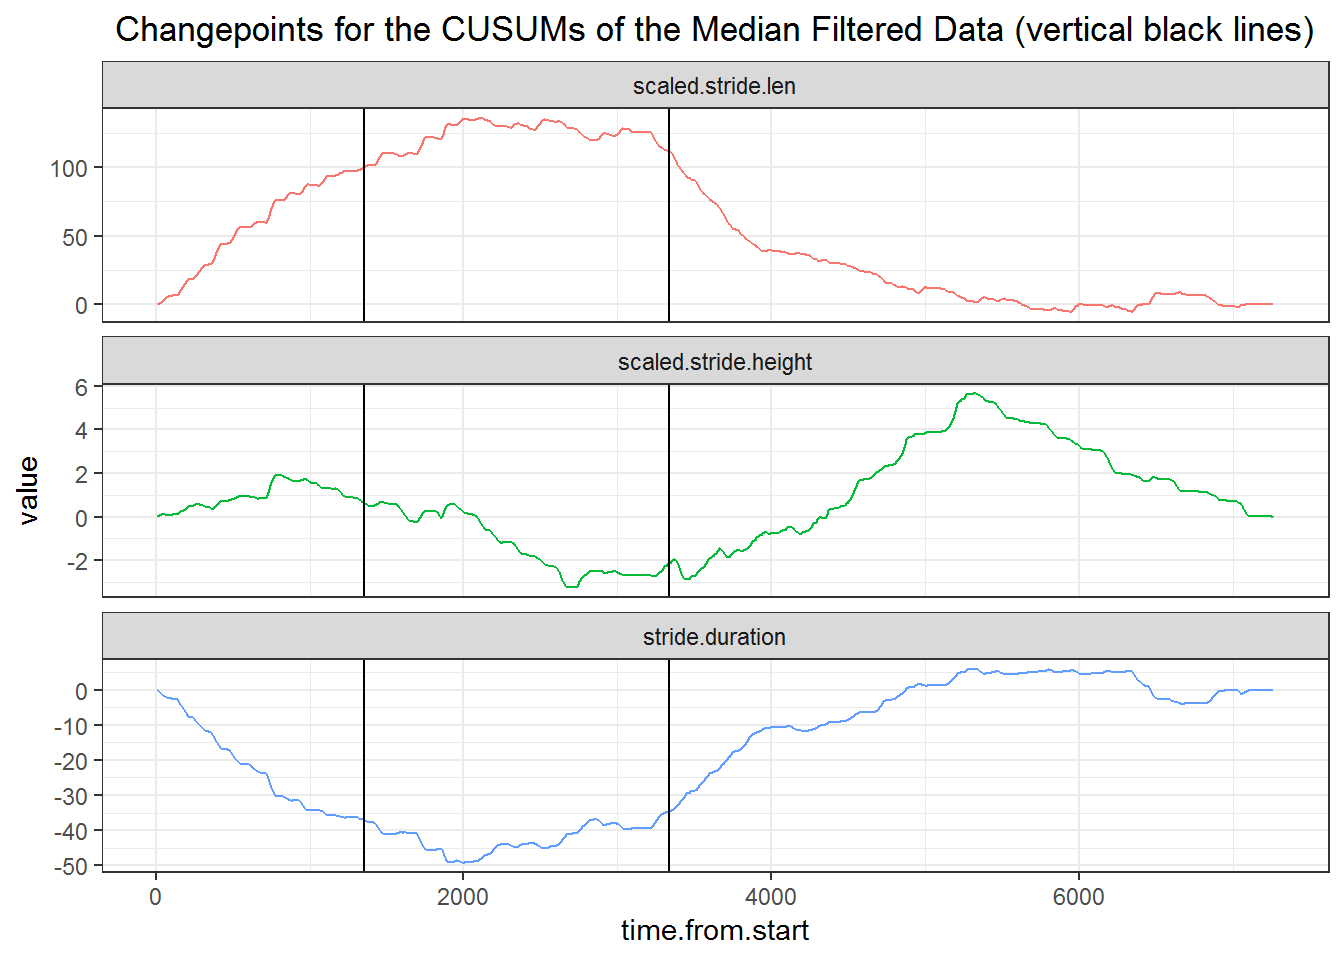 Changepoints for the CUSUMs of the Median Filtered Data (vertical black lines)
scaled.stride.len
100
50
0
scaled.stride.height
6
4
2
0
-2
value
stride.duration
0
-10
-20
-30
-40
-50
0 2000 4000 6000
time.from.start